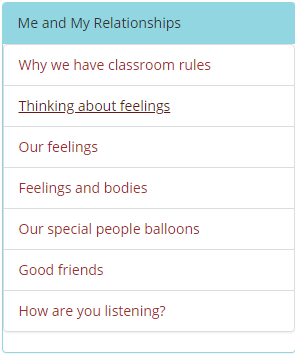 Me and My Relationships
Why we have classroom rules
Thinking about feelings
Our feelings
Feelings and bodies
Our special people balloons
Good friends
How are you listening?